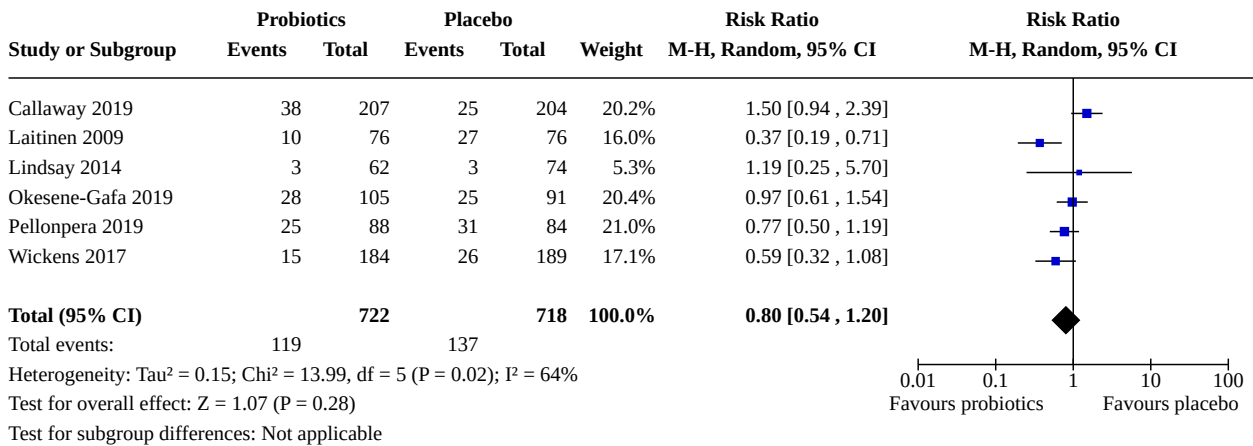 Probiotics Placebo Risk Ratio Risk Ratio
Study or Subgroup Events Total Events Total Weight M-H, Random, 95% CI M-H, Random, 95% CI
Callaway 2019 38 207 25 204 20.2% 1.50 [0.94 , 2.39]
Laitinen 2009 10 76 27 76 16.0% 0.37 [0.19 , 0.71]
Lindsay 2014 3 62 3 74 5.3% 1.19 [0.25 , 5.70]
Okesene-Gafa 2019 28 105 25 91 20.4% 0.97 [0.61 , 1.54]
Pellonpera 2019 25 88 31 84 21.0% 0.77 [0.50 , 1.19]
Wickens 2017 15 184 26 189 17.1% 0.59 [0.32 , 1.08]
Total (95% CI) 722 718 100.0% 0.80 [0.54 , 1.20]
Total events: 119 137
Heterogeneity: Tau² = 0.15; Chi² = 13.99, df = 5 (P = 0.02); I² = 64%
0.01 0.1 1 10 100
Test for overall effect: Z = 1.07 (P = 0.28)
Favours probiotics Favours placebo
Test for subgroup differences: Not applicable